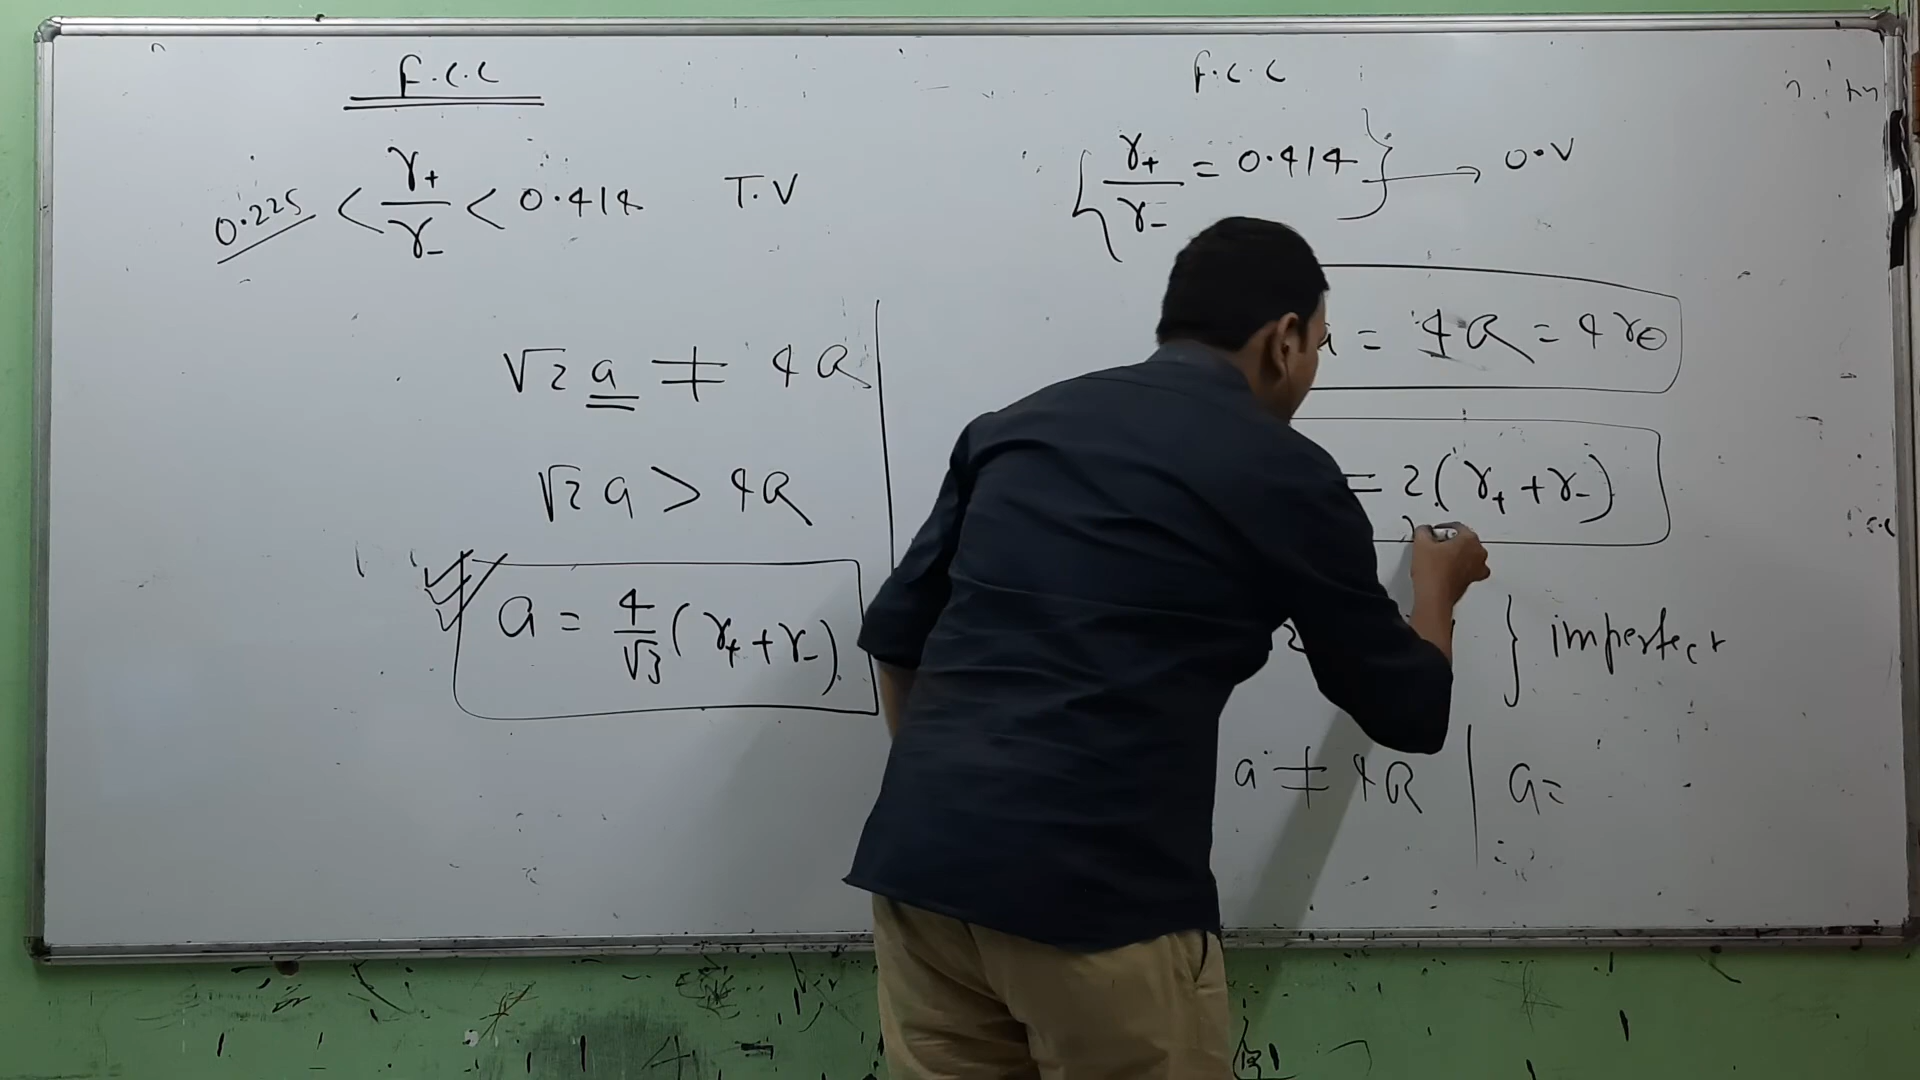 F.C.C
0.225 < r₊/r₋ < 0.414 T.V
√2 a ≠ 4R
√2 a > 4R
a = 4/√3 (r₊ + r₋)
F.C.C
{ r₊/r₋ = 0.414 } → O.V
a = 4R = 4r⊖
= 2(r₊ + r₋)
} imperfect
a ≠ 4R | a =